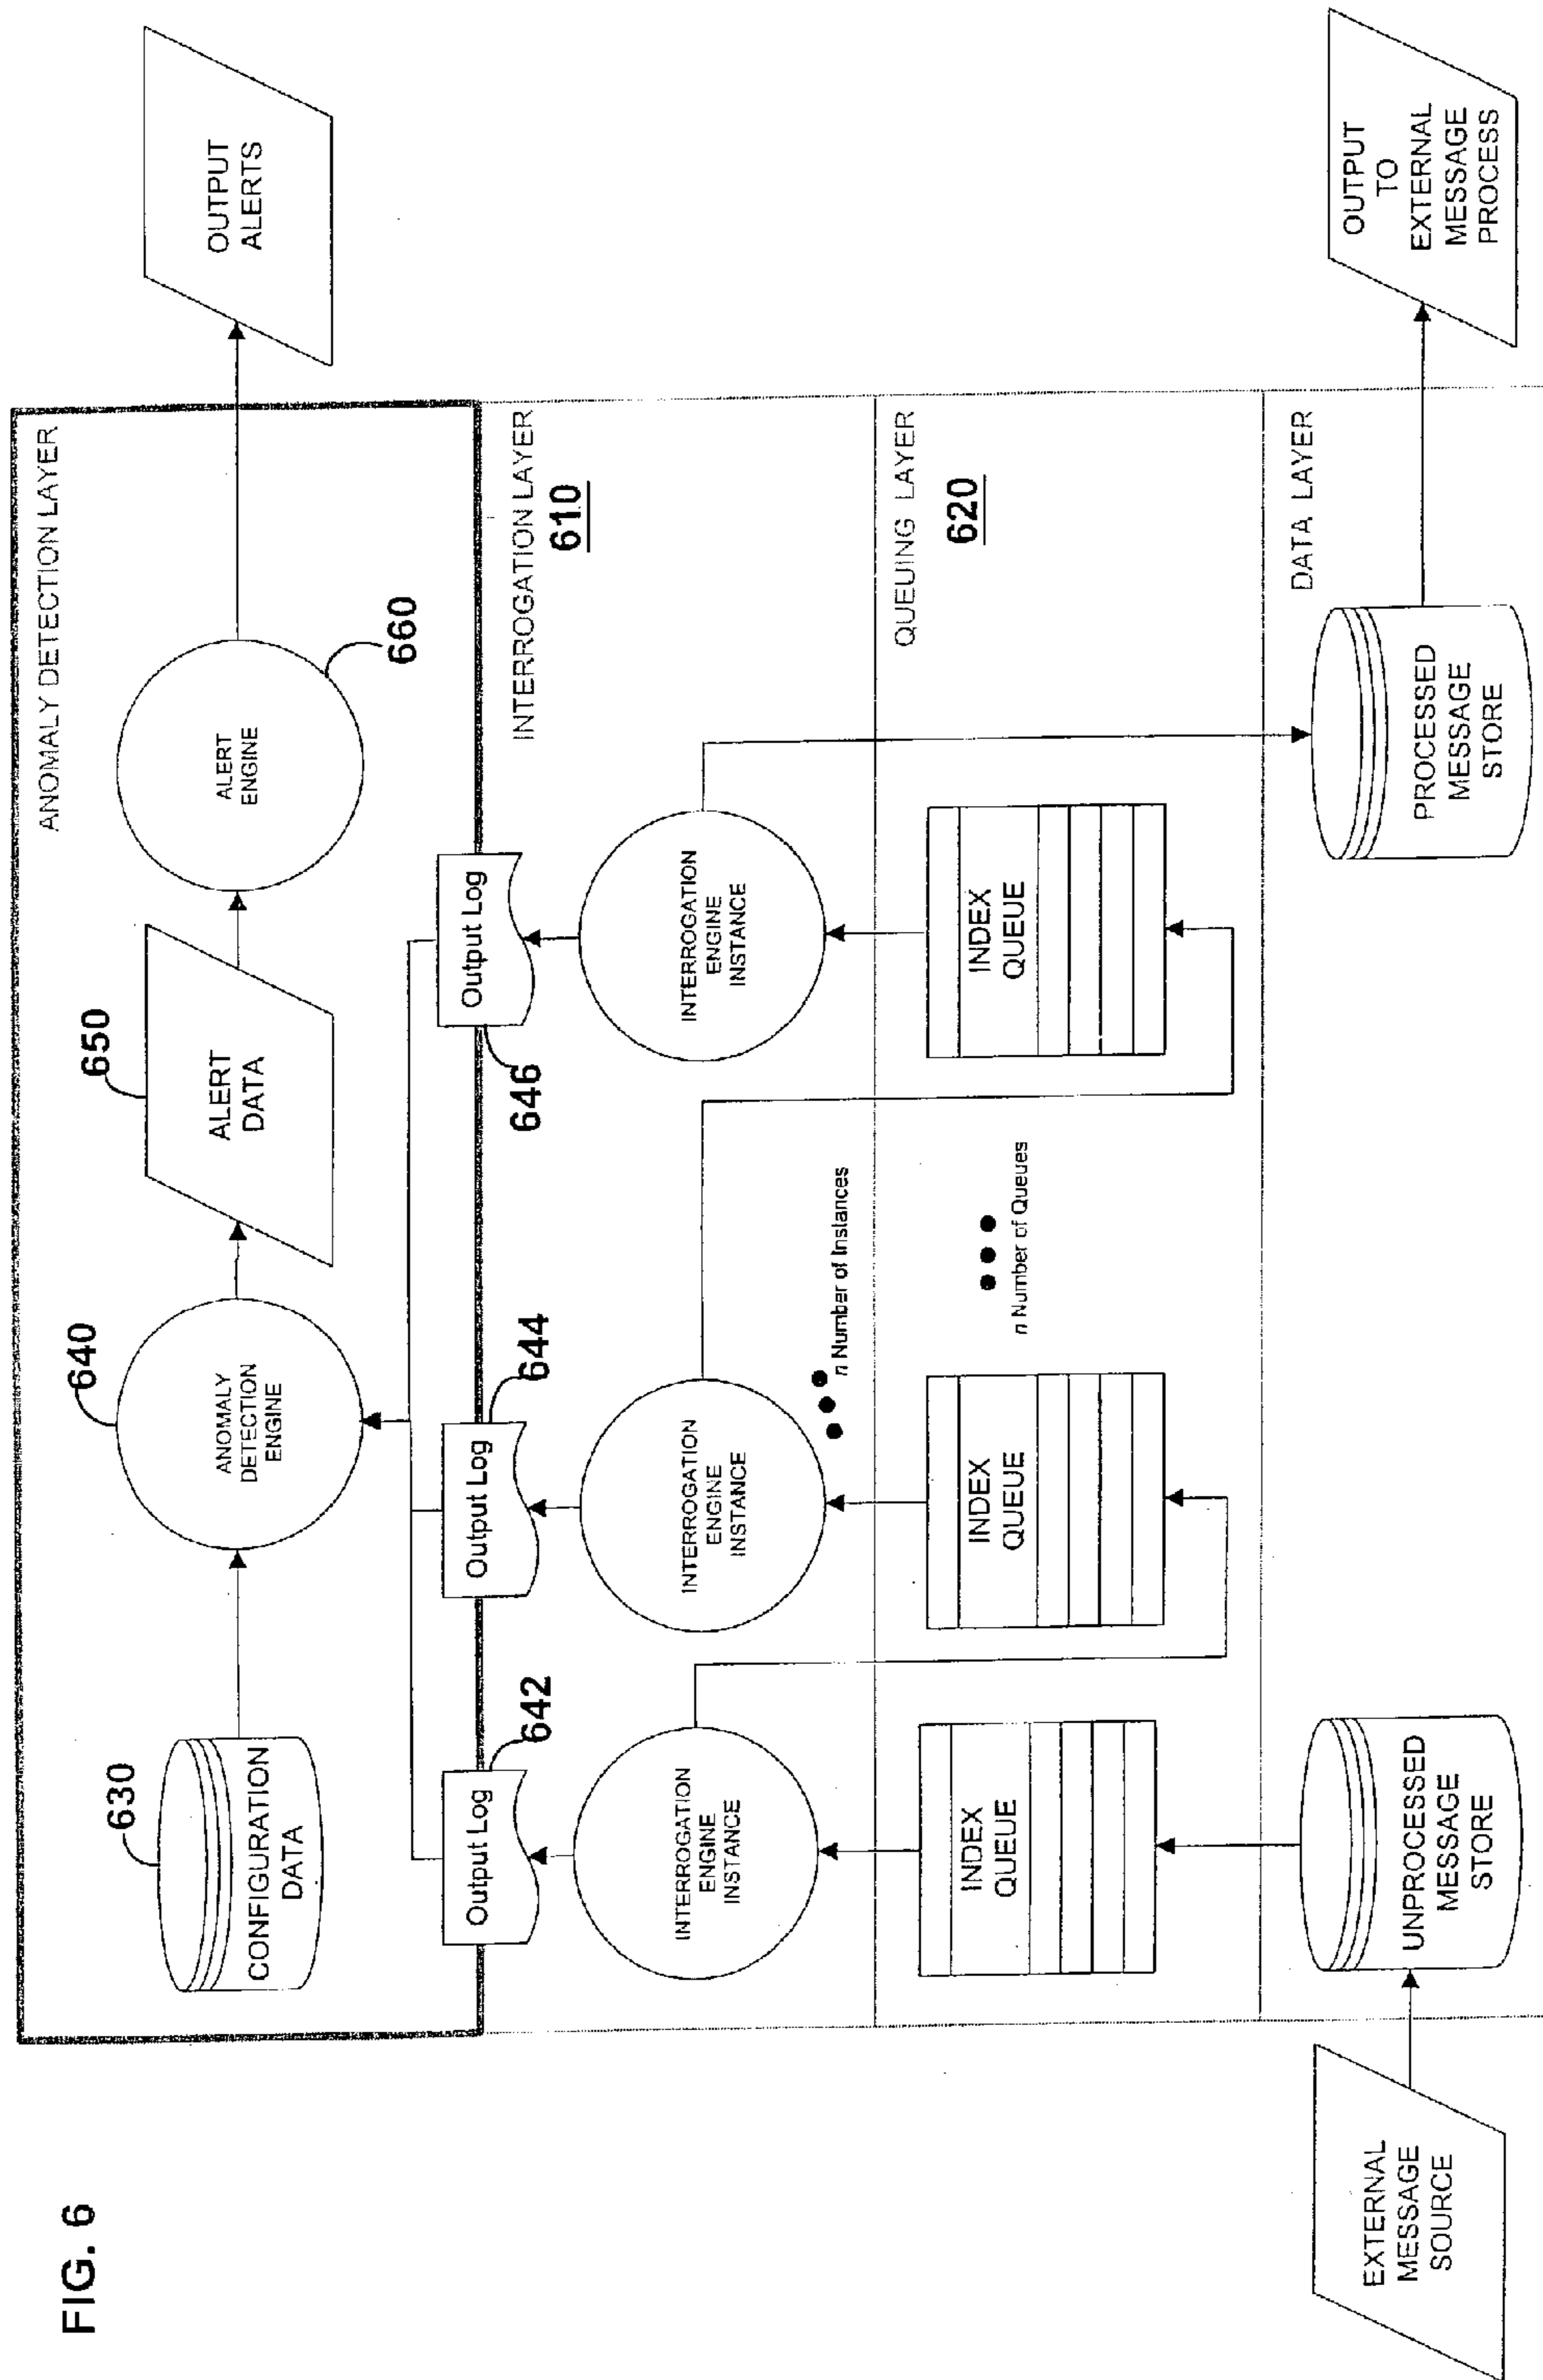 FIG. 6
ANOMALY DETECTION LAYER
630
CONFIGURATION
DATA
640
ANOMALY
DETECTION
ENGINE
650
ALERT
DATA
ALERT
ENGINE
660
OUTPUT
ALERTS
Output Log
642
Output Log
644
Output Log
646
INTERROGATION LAYER
610
INTERROGATION
ENGINE
INSTANCE
INTERROGATION
ENGINE
INSTANCE
n Number of Instances
INTERROGATION
ENGINE
INSTANCE
QUEUING LAYER
620
INDEX
QUEUE
INDEX
QUEUE
n Number of Queues
INDEX
QUEUE
DATA LAYER
EXTERNAL
MESSAGE
SOURCE
UNPROCESSED
MESSAGE
STORE
PROCESSED
MESSAGE
STORE
OUTPUT
TO
EXTERNAL
MESSAGE
PROCESS